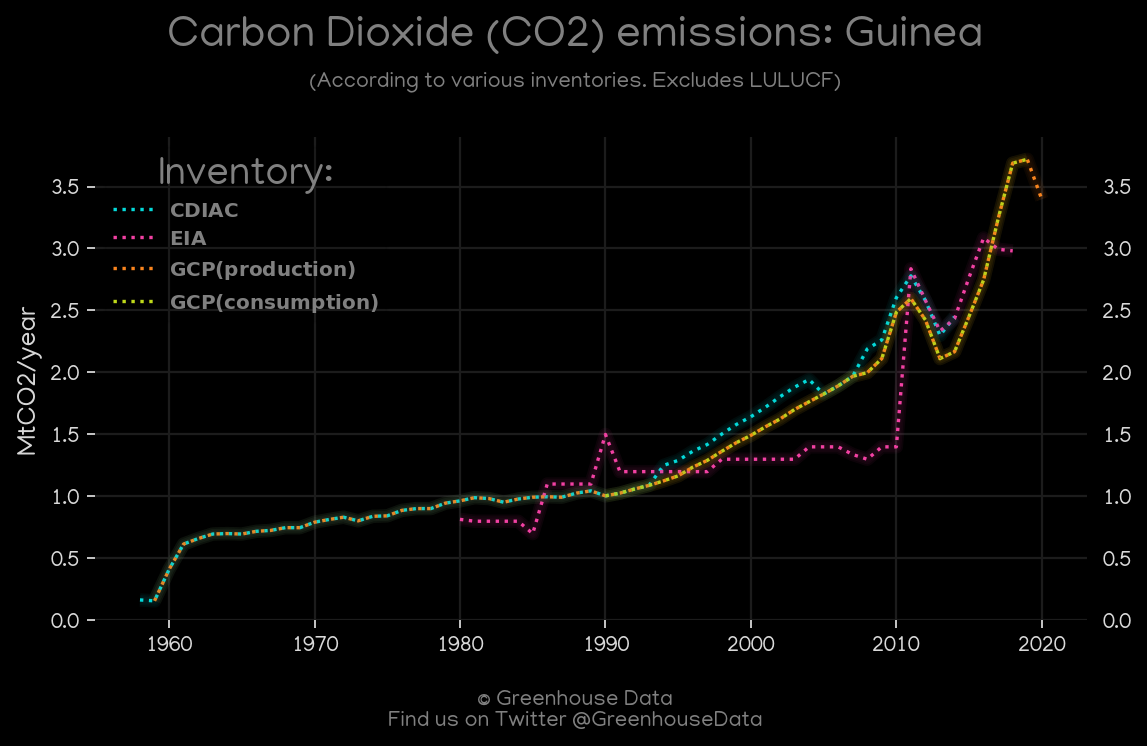 Carbon Dioxide (CO2) emissions: Guinea
(According to various inventories. Excludes LULUCF)
Inventory:
CDIAC
EIA
GCP(production)
GCP(consumption)
MtCO2/year
3.5 3.5
3.0 3.0
2.5 2.5
2.0 2.0
1.5 1.5
1.0 1.0
0.5 0.5
0.0 0.0
1960 1970 1980 1990 2000 2010 2020
© Greenhouse Data
Find us on Twitter @GreenhouseData